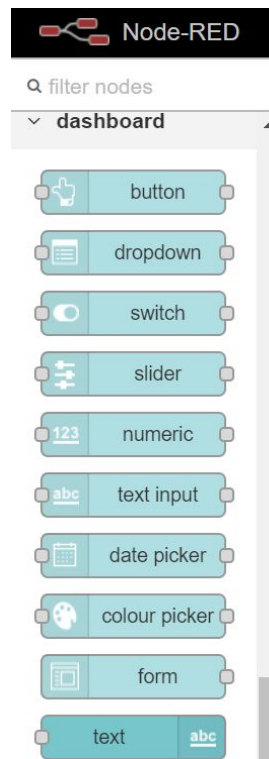 Node-RED
filter nodes
dashboard
button
dropdown
switch
slider
123 numeric
abc text input
date picker
colour picker
form
text abc